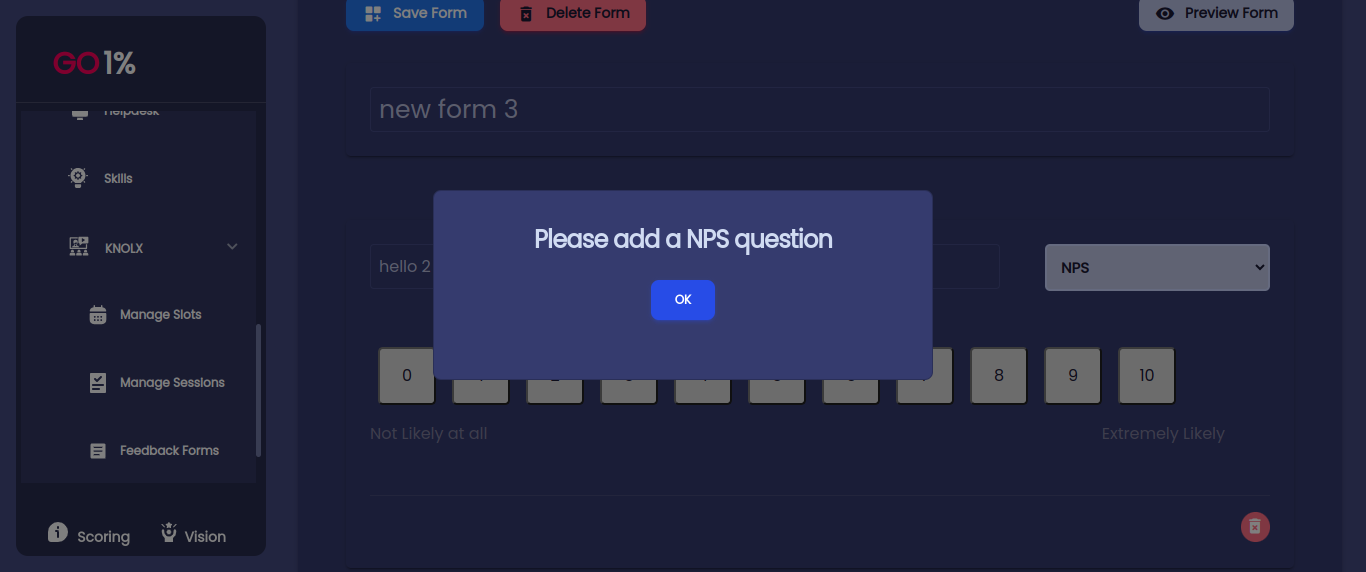 Save Form
Delete Form
Preview Form
GO1%
Helpdesk
new form 3
Skills
Please add a NPS question
KNOLX
hello 2
NPS
OK
Manage Slots
0
8
9
10
Manage Sessions
Not Likely at all
Extremely Likely
Feedback Forms
Scoring
Vision